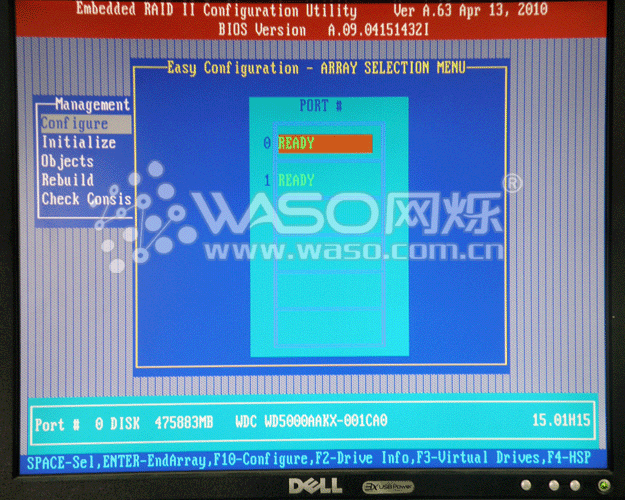 Embedded RAID II Configuration Utility Ver A.63 Apr 13, 2010
BIOS Version A.09.04151432I
Easy Configuration - ARRAY SELECTION MENU
Management
Configure
Initialize
Objects
Rebuild
Check Consis
PORT #
0 READY
1 READY
WASO网烁®
www.waso.com.cn
Port # 0 DISK 475883MB WDC WD5000AAKX-001CA0 15.01H15
SPACE-Sel,ENTER-EndArray,F10-Configure,F2-Drive Info,F3-Virtual Drives,F4-HSP
DELL
3x USB Power